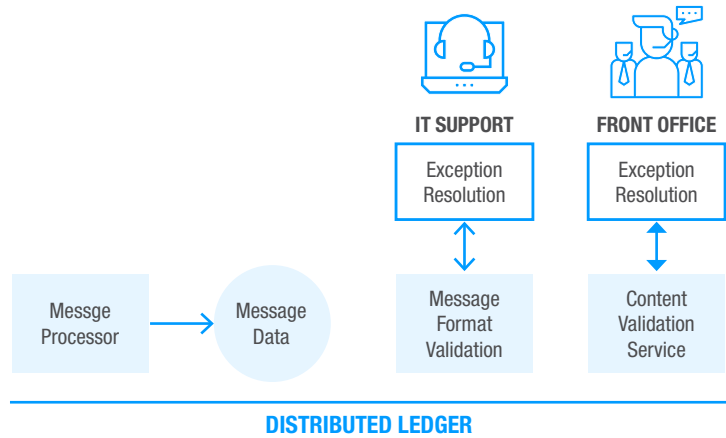 IT SUPPORT
FRONT OFFICE
Exception
Resolution
Exception
Resolution
Messge
Processor
Message
Data
Message
Format
Validation
Content
Validation
Service
DISTRIBUTED LEDGER